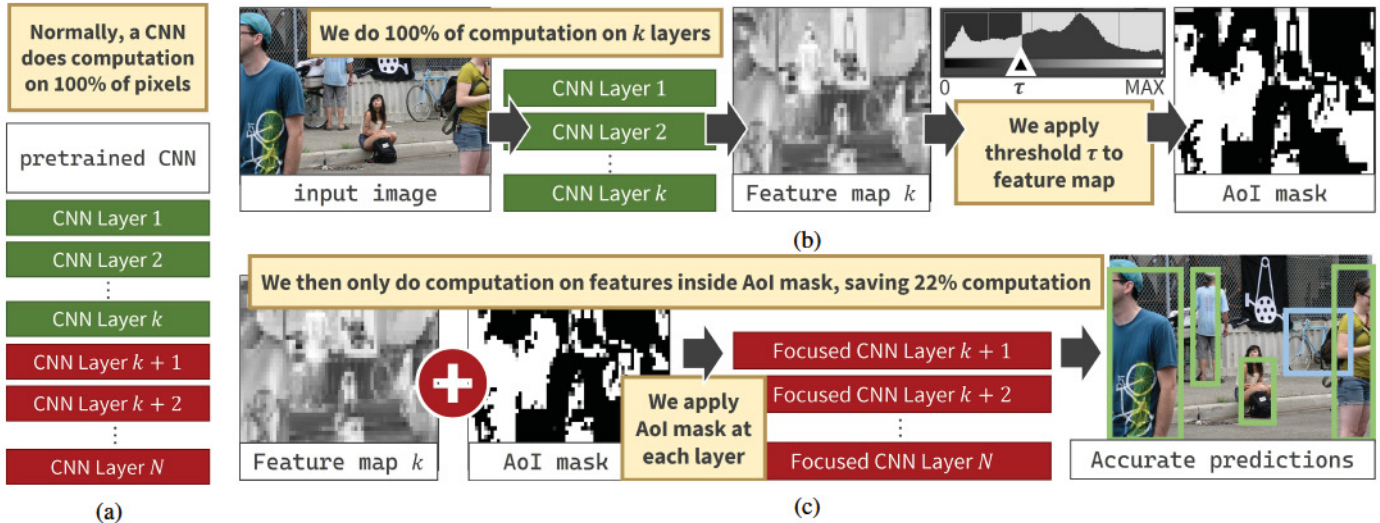 Normally, a CNN
does computation
on 100% of pixels
pretrained CNN
CNN Layer 1
CNN Layer 2
⋮
CNN Layer k
CNN Layer k + 1
CNN Layer k + 2
⋮
CNN Layer N
(a)
We do 100% of computation on k layers
input image
CNN Layer 1
CNN Layer 2
⋮
CNN Layer k
Feature map k
0 τ MAX
We apply
threshold τ to
feature map
AoI mask
(b)
We then only do computation on features inside AoI mask, saving 22% computation
Feature map k
AoI mask
We apply
AoI mask at
each layer
Focused CNN Layer k + 1
Focused CNN Layer k + 2
⋮
Focused CNN Layer N
Accurate predictions
(c)